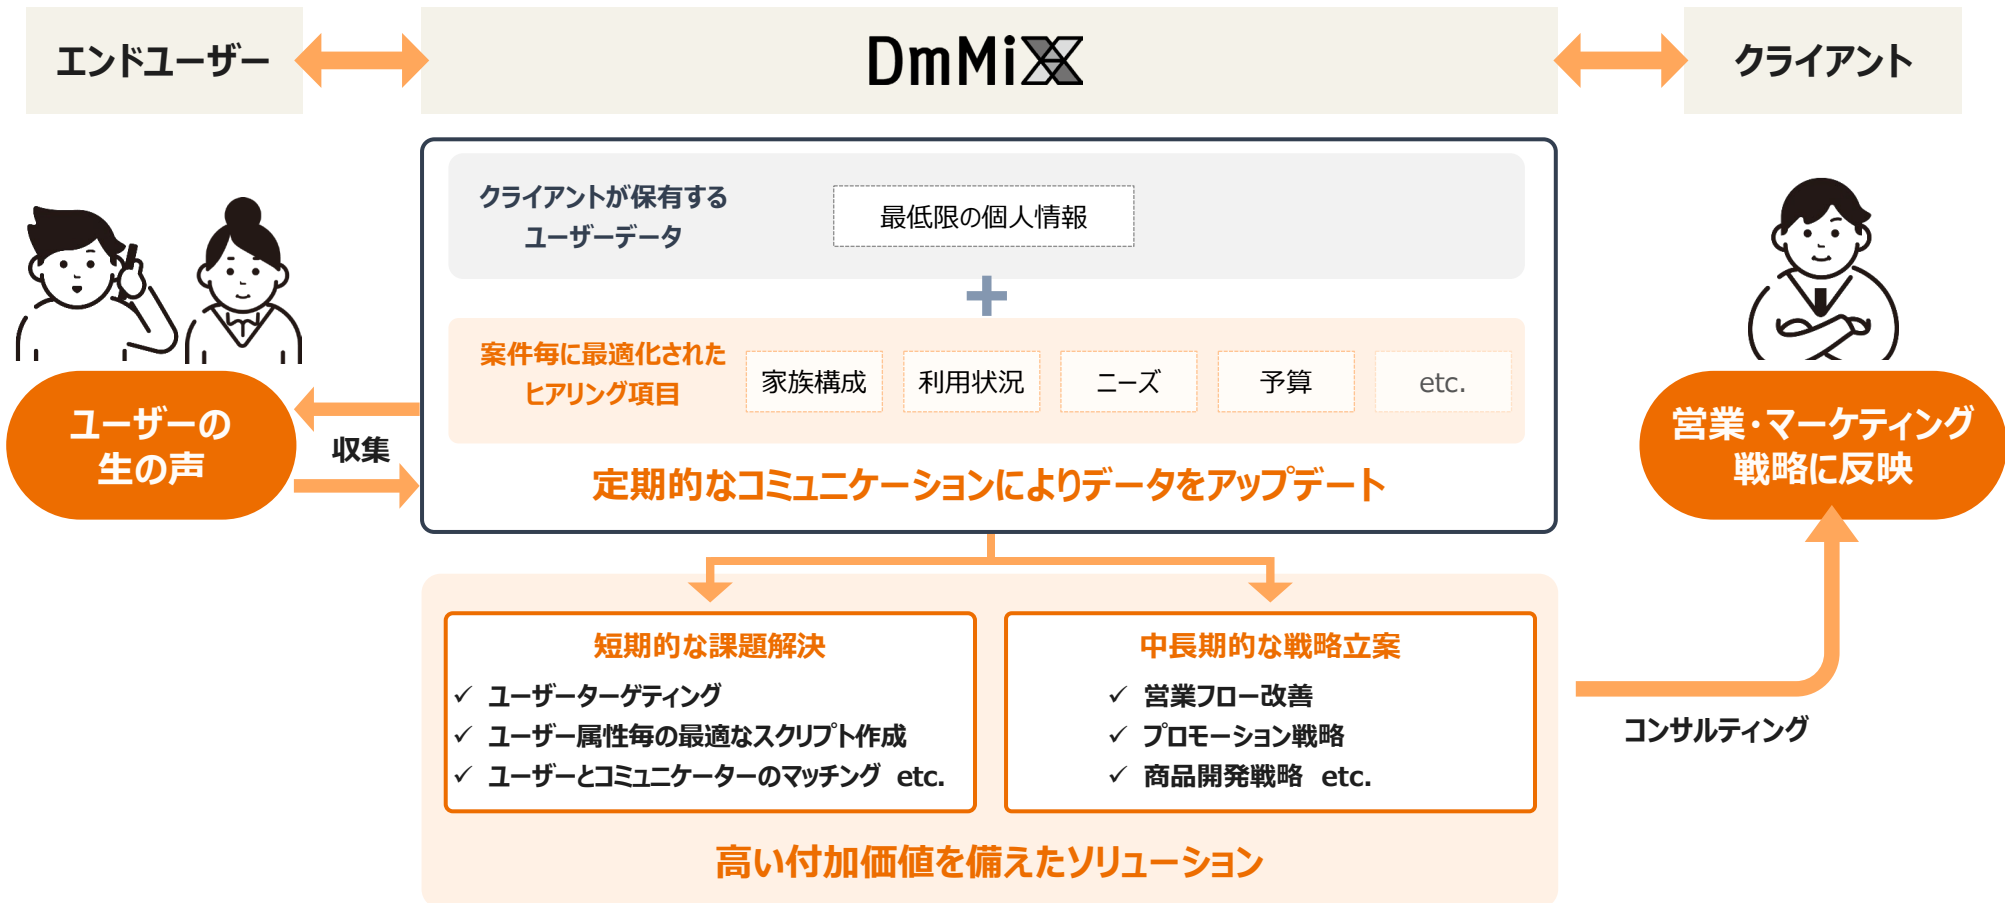 エンドユーザー
DmMiX
クライアント
クライアントが保有する
ユーザーデータ
最低限の個人情報
+
案件毎に最適化された
ヒアリング項目
家族構成
利用状況
ニーズ
予算
etc.
定期的なコミュニケーションによりデータをアップデート
ユーザーの
生の声
収集
営業・マーケティング
戦略に反映
短期的な課題解決
✓ ユーザーターゲティング
✓ ユーザー属性毎の最適なスクリプト作成
✓ ユーザーとコミュニケーターのマッチング etc.
中長期的な戦略立案
✓ 営業フロー改善
✓ プロモーション戦略
✓ 商品開発戦略 etc.
コンサルティング
高い付加価値を備えたソリューション